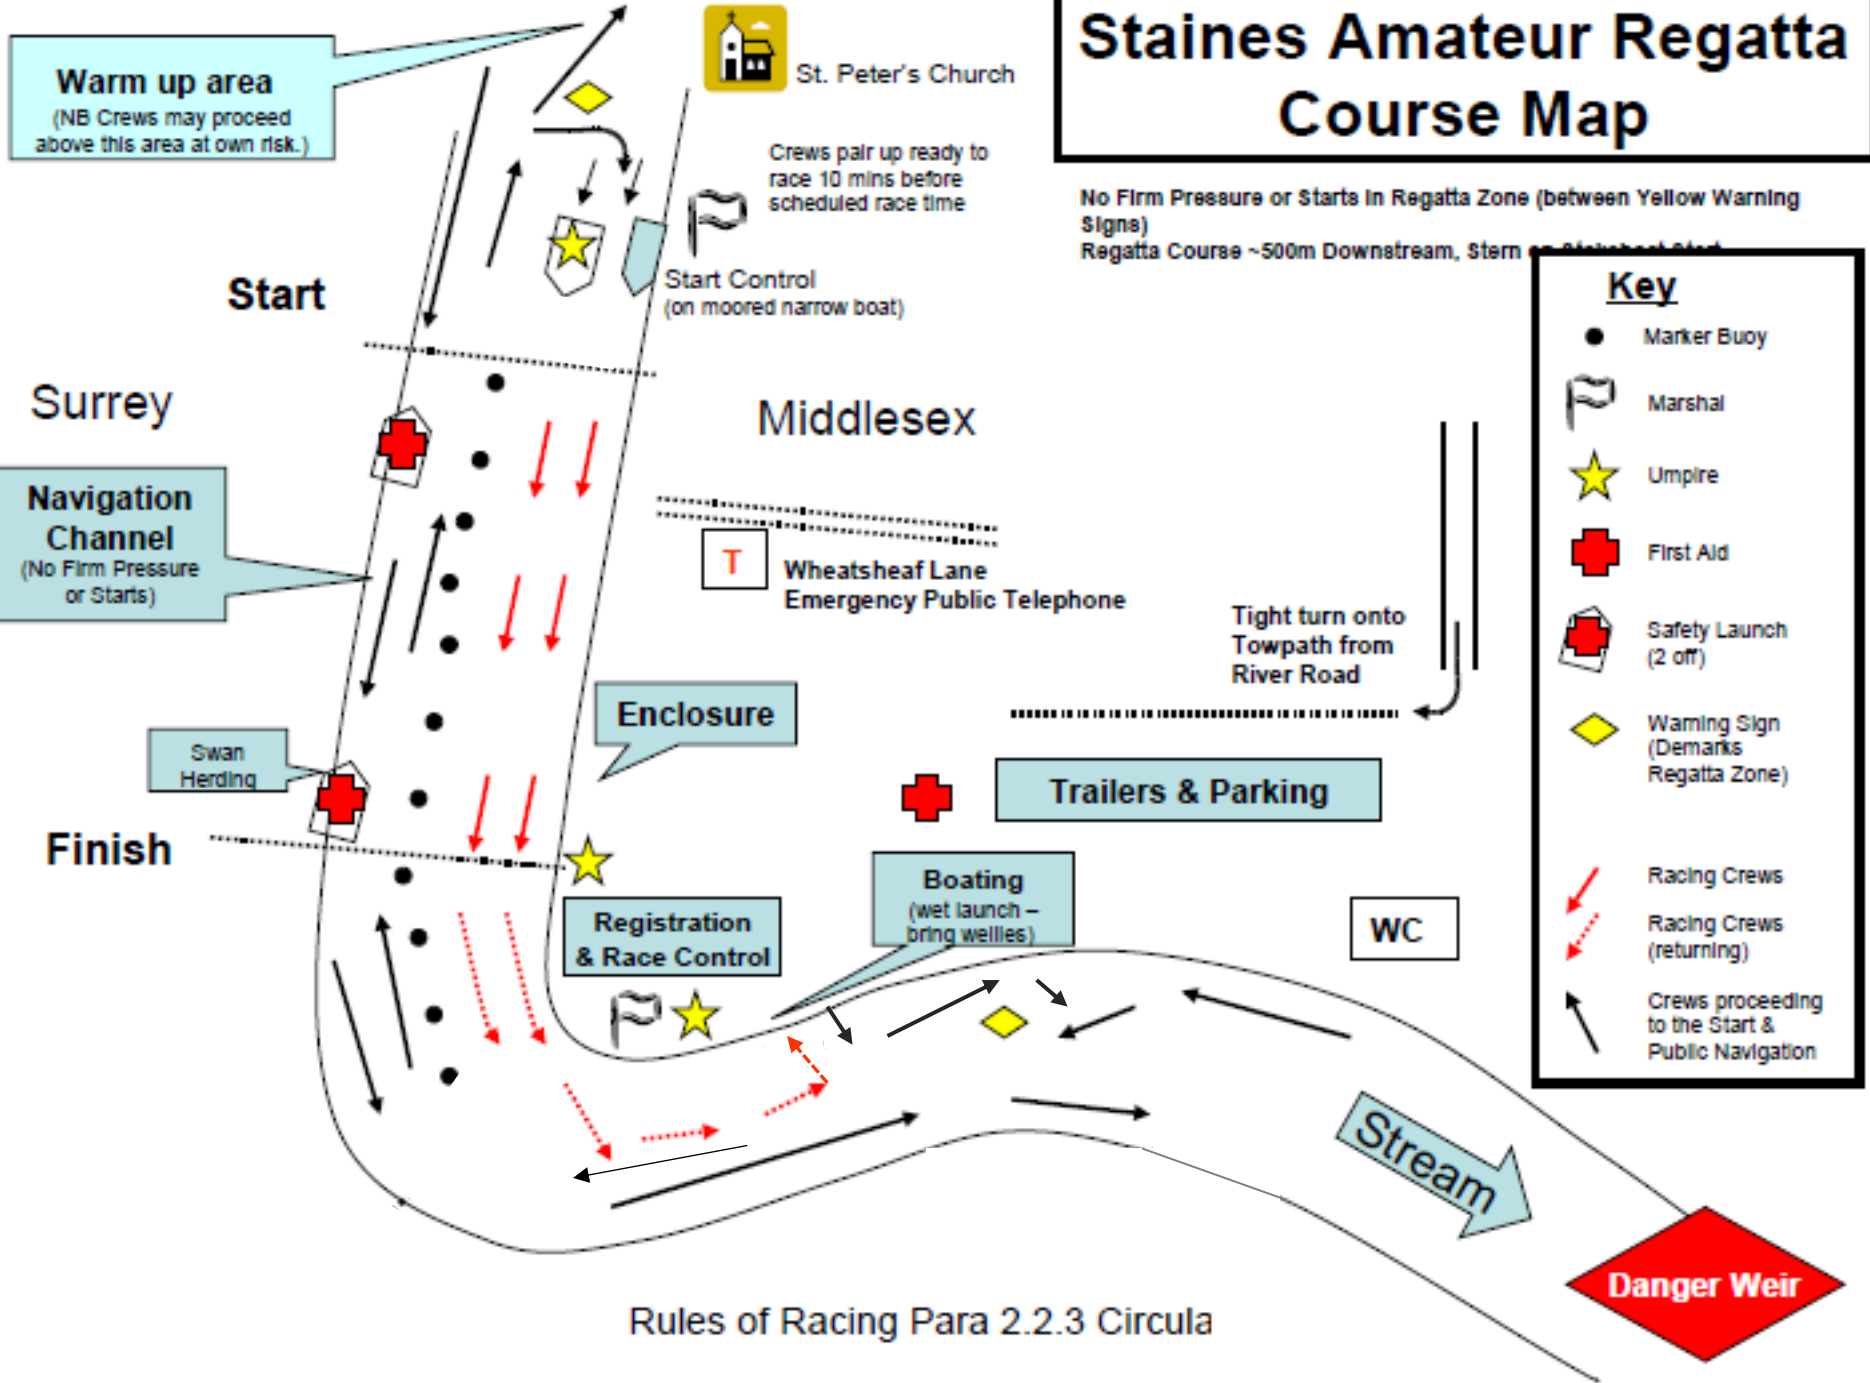 Staines Amateur Regatta
Course Map
St. Peter's Church
Warm up area
(NB Crews may proceed
above this area at own risk.)
Crews pair up ready to
race 10 mins before
scheduled race time
No Firm Pressure or Starts in Regatta Zone (between Yellow Warning
Signs)
Regatta Course ~500m Downstream, Stern on Stakeboat Start
Start Control
(on moored narrow boat)
Start
Surrey
Middlesex
Navigation
Channel
(No Firm Pressure
or Starts)
T
Wheatsheaf Lane
Emergency Public Telephone
Tight turn onto
Towpath from
River Road
Enclosure
Swan
Herding
Trailers & Parking
Finish
Boating
(wet launch –
bring wellies)
Registration
& Race Control
WC
Stream
Danger Weir
Key
Marker Buoy
Marshal
Umpire
First Aid
Safety Launch
(2 off)
Warning Sign
(Demarks
Regatta Zone)
Racing Crews
Racing Crews
(returning)
Crews proceeding
to the Start &
Public Navigation
Rules of Racing Para 2.2.3 Circula